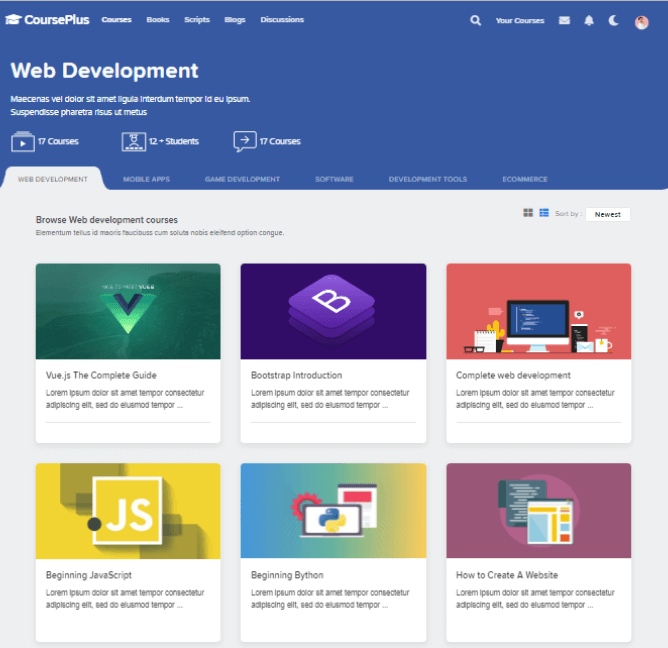 CoursePlus Courses Books Scripts Blogs Discussions Your Courses
Web Development
Maecenas vel dolor sit amet ligula interdum tempor id eu ipsum.
Suspendisse pharetra risus ut metus
17 Courses 12 + Students 17 Courses
WEB DEVELOPMENT MOBILE APPS GAME DEVELOPMENT SOFTWARE DEVELOPMENT TOOLS ECOMMERCE
Browse Web development courses
Sort by : Newest
Elementum tellus id mauris faucibuss cum soluta nobis eleifend option congue.
B
Vue.js The Complete Guide
Lorem ipsum dolor sit amet tempor consectetur
adipiscing elit, sed do eiusmod tempor ...
Bootstrap Introduction
Lorem ipsum dolor sit amet tempor consectetur
adipiscing elit, sed do eiusmod tempor ...
Complete web development
Lorem ipsum dolor sit amet tempor consectetur
adipiscing elit, sed do eiusmod tempor ...
JS
Beginning JavaScript
Lorem ipsum dolor sit amet tempor consectetur
adipiscing elit, sed do eiusmod tempor ...
Beginning Bython
Lorem ipsum dolor sit amet tempor consectetur
adipiscing elit, sed do eiusmod tempor ...
How to Create A Website
Lorem ipsum dolor sit amet tempor consectetur
adipiscing elit, sed do eiusmod tempor ...